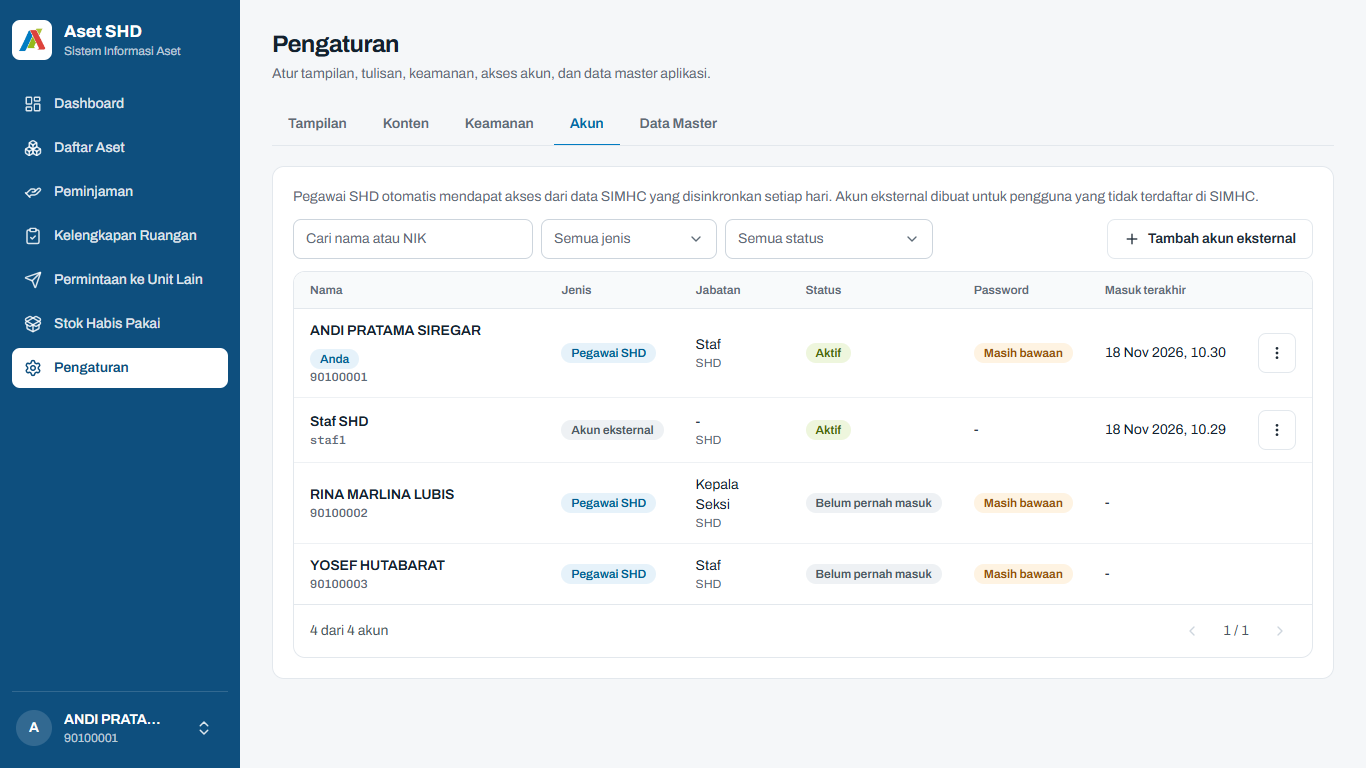 Aset SHD
Sistem Informasi Aset
Dashboard
Daftar Aset
Peminjaman
Kelengkapan Ruangan
Permintaan ke Unit Lain
Stok Habis Pakai
Pengaturan
A
ANDI PRATA...
90100001
Pengaturan
Atur tampilan, tulisan, keamanan, akses akun, dan data master aplikasi.
Tampilan Konten Keamanan Akun Data Master
Pegawai SHD otomatis mendapat akses dari data SIMHC yang disinkronkan setiap hari. Akun eksternal dibuat untuk pengguna yang tidak terdaftar di SIMHC.
Cari nama atau NIK Semua jenis Semua status + Tambah akun eksternal
Nama Jenis Jabatan Status Password Masuk terakhir
ANDI PRATAMA SIREGAR
Anda
90100001
Pegawai SHD
Staf
SHD
Aktif
Masih bawaan
18 Nov 2026, 10.30
Staf SHD
staf1
Akun eksternal
-
SHD
Aktif
-
18 Nov 2026, 10.29
RINA MARLINA LUBIS
90100002
Pegawai SHD
Kepala
Seksi
SHD
Belum pernah masuk
Masih bawaan
-
YOSEF HUTABARAT
90100003
Pegawai SHD
Staf
SHD
Belum pernah masuk
Masih bawaan
-
4 dari 4 akun
1 / 1